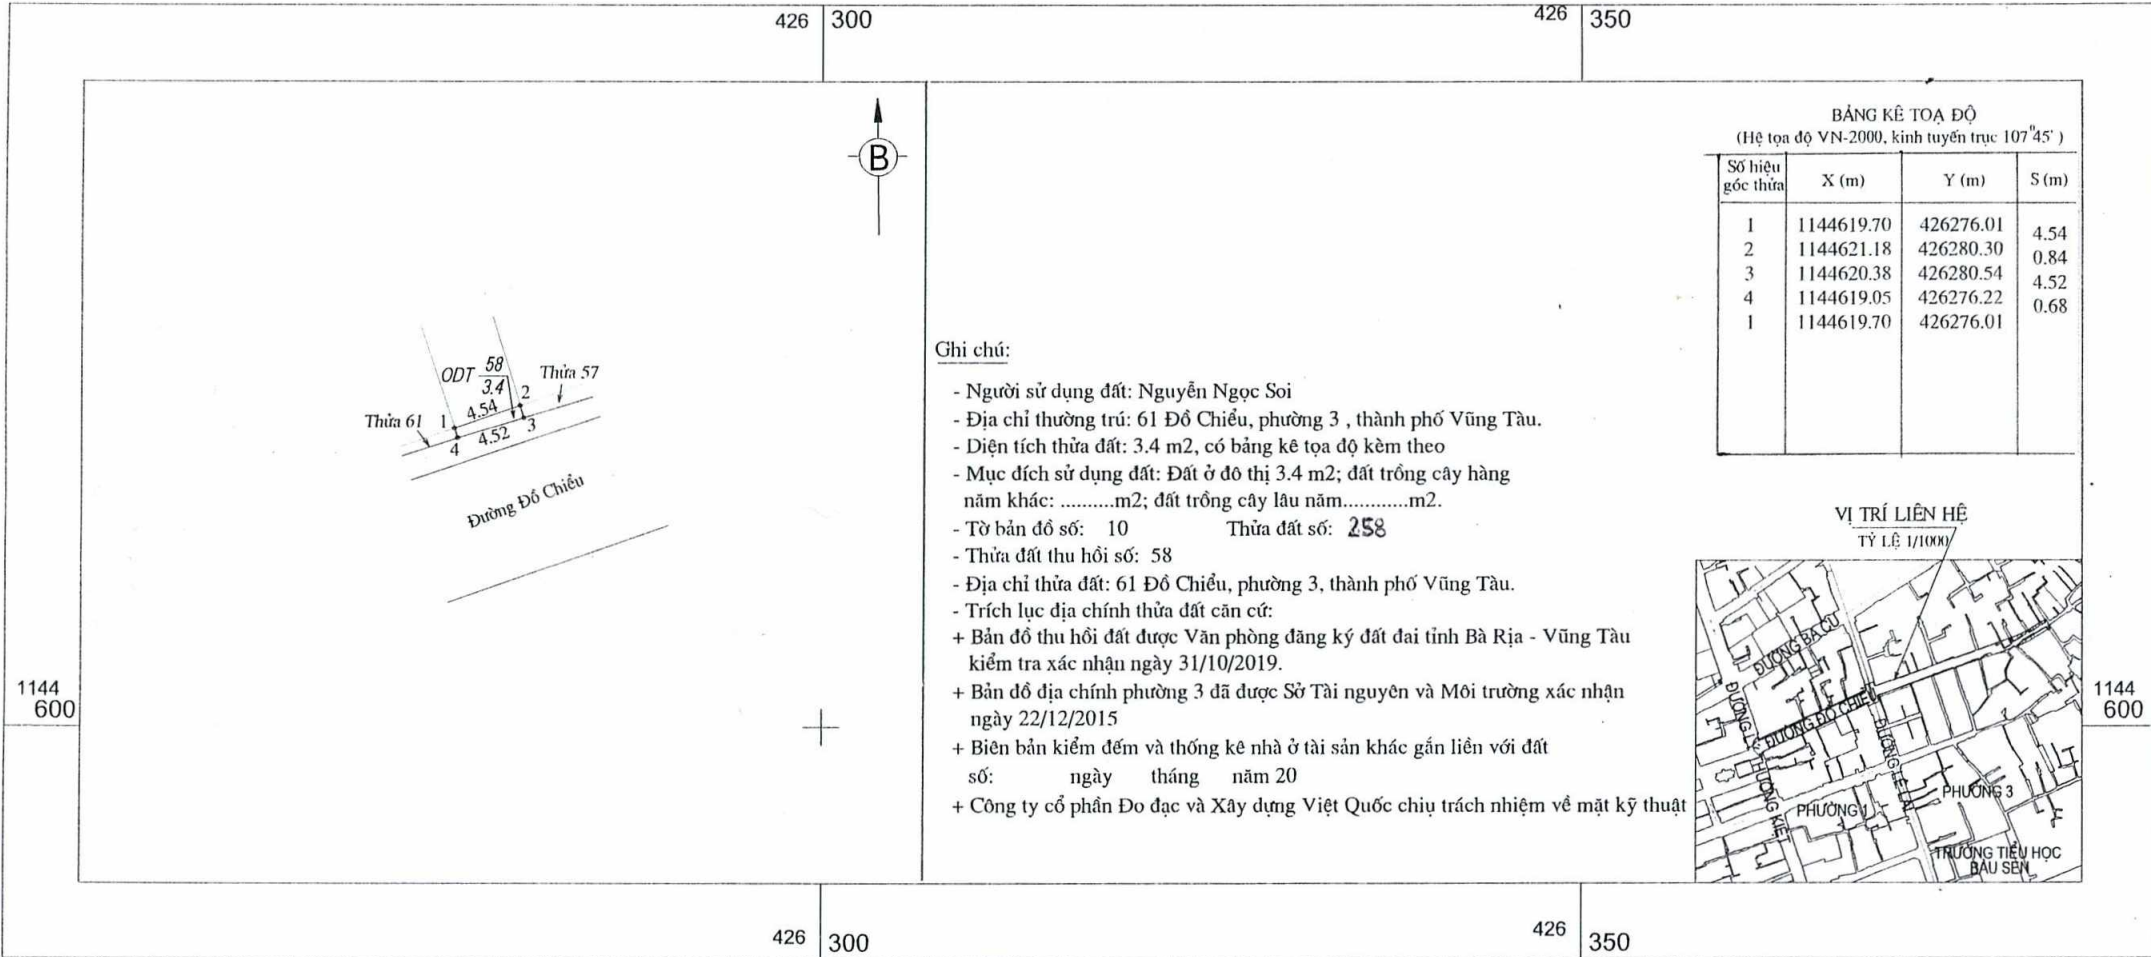 426 300
426 350
B
ODT 58
3.4
Thửa 57
Thửa 61
1
4.54
2
4
4.52
3
Đường Đồ Chiểu
Ghi chú:
- Người sử dụng đất: Nguyễn Ngọc Soi
- Địa chỉ thường trú: 61 Đồ Chiểu, phường 3 , thành phố Vũng Tàu.
- Diện tích thửa đất: 3.4 m2, có bảng kê tọa độ kèm theo
- Mục đích sử dụng đất: Đất ở đô thị 3.4 m2; đất trồng cây hàng
năm khác: ..........m2; đất trồng cây lâu năm............m2.
- Tờ bản đồ số: 10 Thửa đất số: 258
- Thửa đất thu hồi số: 58
- Địa chỉ thửa đất: 61 Đồ Chiểu, phường 3, thành phố Vũng Tàu.
- Trích lục địa chính thửa đất căn cứ:
+ Bản đồ thu hồi đất được Văn phòng đăng ký đất đai tỉnh Bà Rịa - Vũng Tàu
kiểm tra xác nhận ngày 31/10/2019.
+ Bản đồ địa chính phường 3 đã được Sở Tài nguyên và Môi trường xác nhận
ngày 22/12/2015
+ Biên bản kiểm đếm và thống kê nhà ở tài sản khác gắn liền với đất
số: ngày tháng năm 20
+ Công ty cổ phần Đo đạc và Xây dựng Việt Quốc chịu trách nhiệm về mặt kỹ thuật
BẢNG KÊ TOẠ ĐỘ
(Hệ tọa độ VN-2000, kinh tuyến trục 107°45' )
Số hiệu góc thửa X (m) Y (m) S (m)
1 1144619.70 426276.01
4.54
2 1144621.18 426280.30
0.84
3 1144620.38 426280.54
4.52
4 1144619.05 426276.22
0.68
1 1144619.70 426276.01
VỊ TRÍ LIÊN HỆ
TỶ LỆ 1/1000
ĐƯỜNG BA CU
ĐƯỜNG ĐỒ CHIỂU
ĐƯỜNG LÝ THƯỜNG KIỆT
ĐƯỜNG LÊ LAI
PHƯỜNG 1
PHƯỜNG 3
TRƯỜNG TIỂU HỌC
BÀU SEN
1144
600
1144
600
426 300
426 350